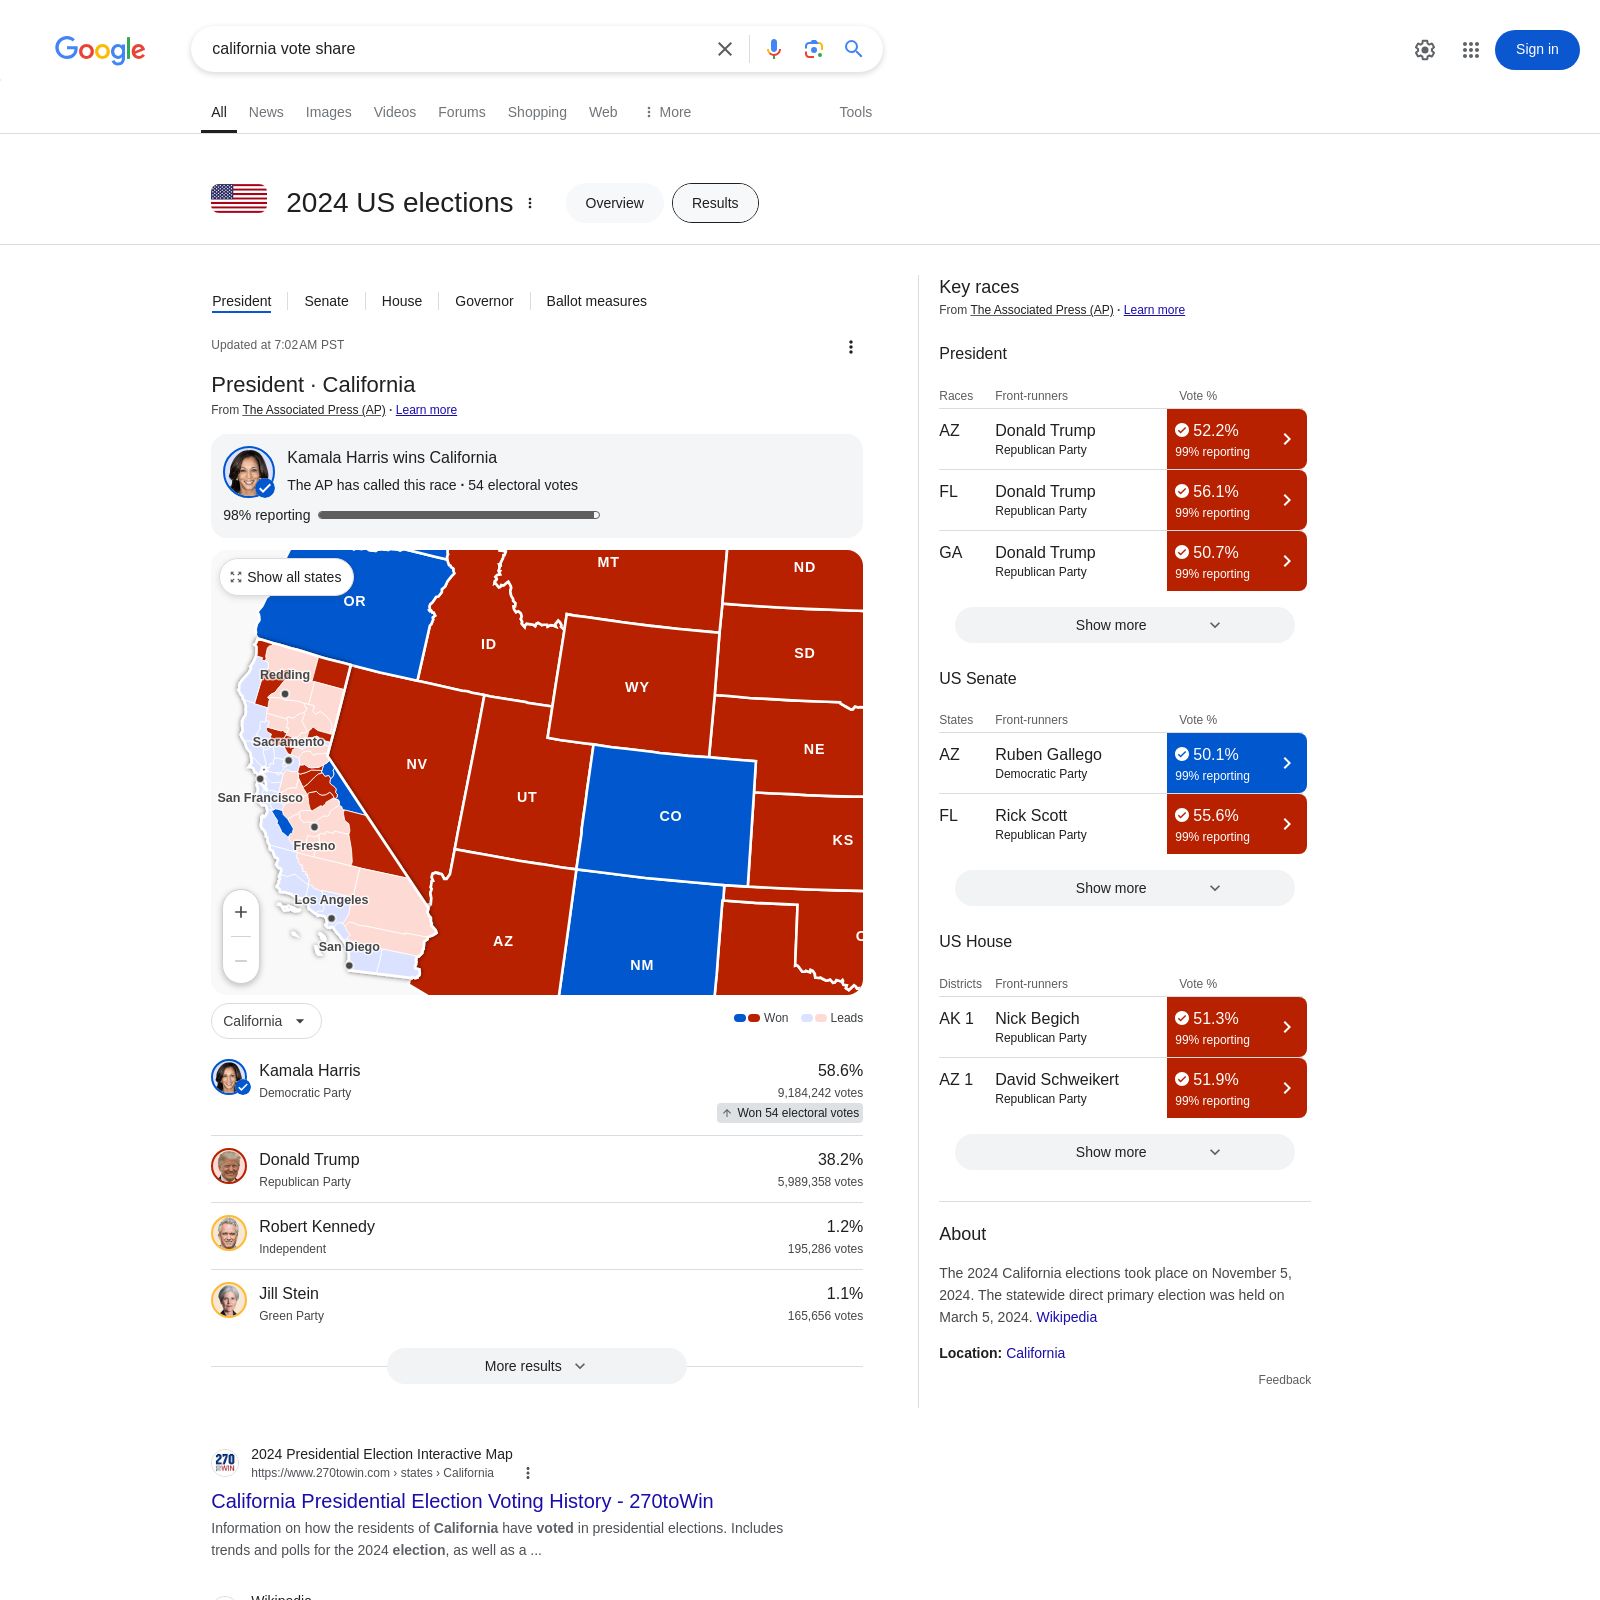 Google
california vote share
Sign in
All News Images Videos Forums Shopping Web More Tools
2024 US elections
Overview
Results
President
Senate
House
Governor
Ballot measures
Updated at 7:02 AM PST
President · California
From The Associated Press (AP) · Learn more
Kamala Harris wins California
The AP has called this race · 54 electoral votes
98% reporting
Show all states
OR
MT
ND
ID
SD
WY
Redding
NE
Sacramento
NV
San Francisco
UT
CO
KS
Fresno
Los Angeles
AZ
San Diego
NM
+
−
California
Won
Leads
Kamala Harris 58.6%
Democratic Party 9,184,242 votes
Won 54 electoral votes
Donald Trump 38.2%
Republican Party 5,989,358 votes
Robert Kennedy 1.2%
Independent 195,286 votes
Jill Stein 1.1%
Green Party 165,656 votes
More results
Key races
From The Associated Press (AP) · Learn more
President
Races Front-runners Vote %
AZ Donald Trump 52.2%
Republican Party 99% reporting
FL Donald Trump 56.1%
Republican Party 99% reporting
GA Donald Trump 50.7%
Republican Party 99% reporting
Show more
US Senate
States Front-runners Vote %
AZ Ruben Gallego 50.1%
Democratic Party 99% reporting
FL Rick Scott 55.6%
Republican Party 99% reporting
Show more
US House
Districts Front-runners Vote %
AK 1 Nick Begich 51.3%
Republican Party 99% reporting
AZ 1 David Schweikert 51.9%
Republican Party 99% reporting
Show more
About
The 2024 California elections took place on November 5,
2024. The statewide direct primary election was held on
March 5, 2024. Wikipedia
Location: California
Feedback
270
WIN
2024 Presidential Election Interactive Map
https://www.270towin.com › states › California
California Presidential Election Voting History - 270toWin
Information on how the residents of California have voted in presidential elections. Includes
trends and polls for the 2024 election, as well as a ...
Wikipedia